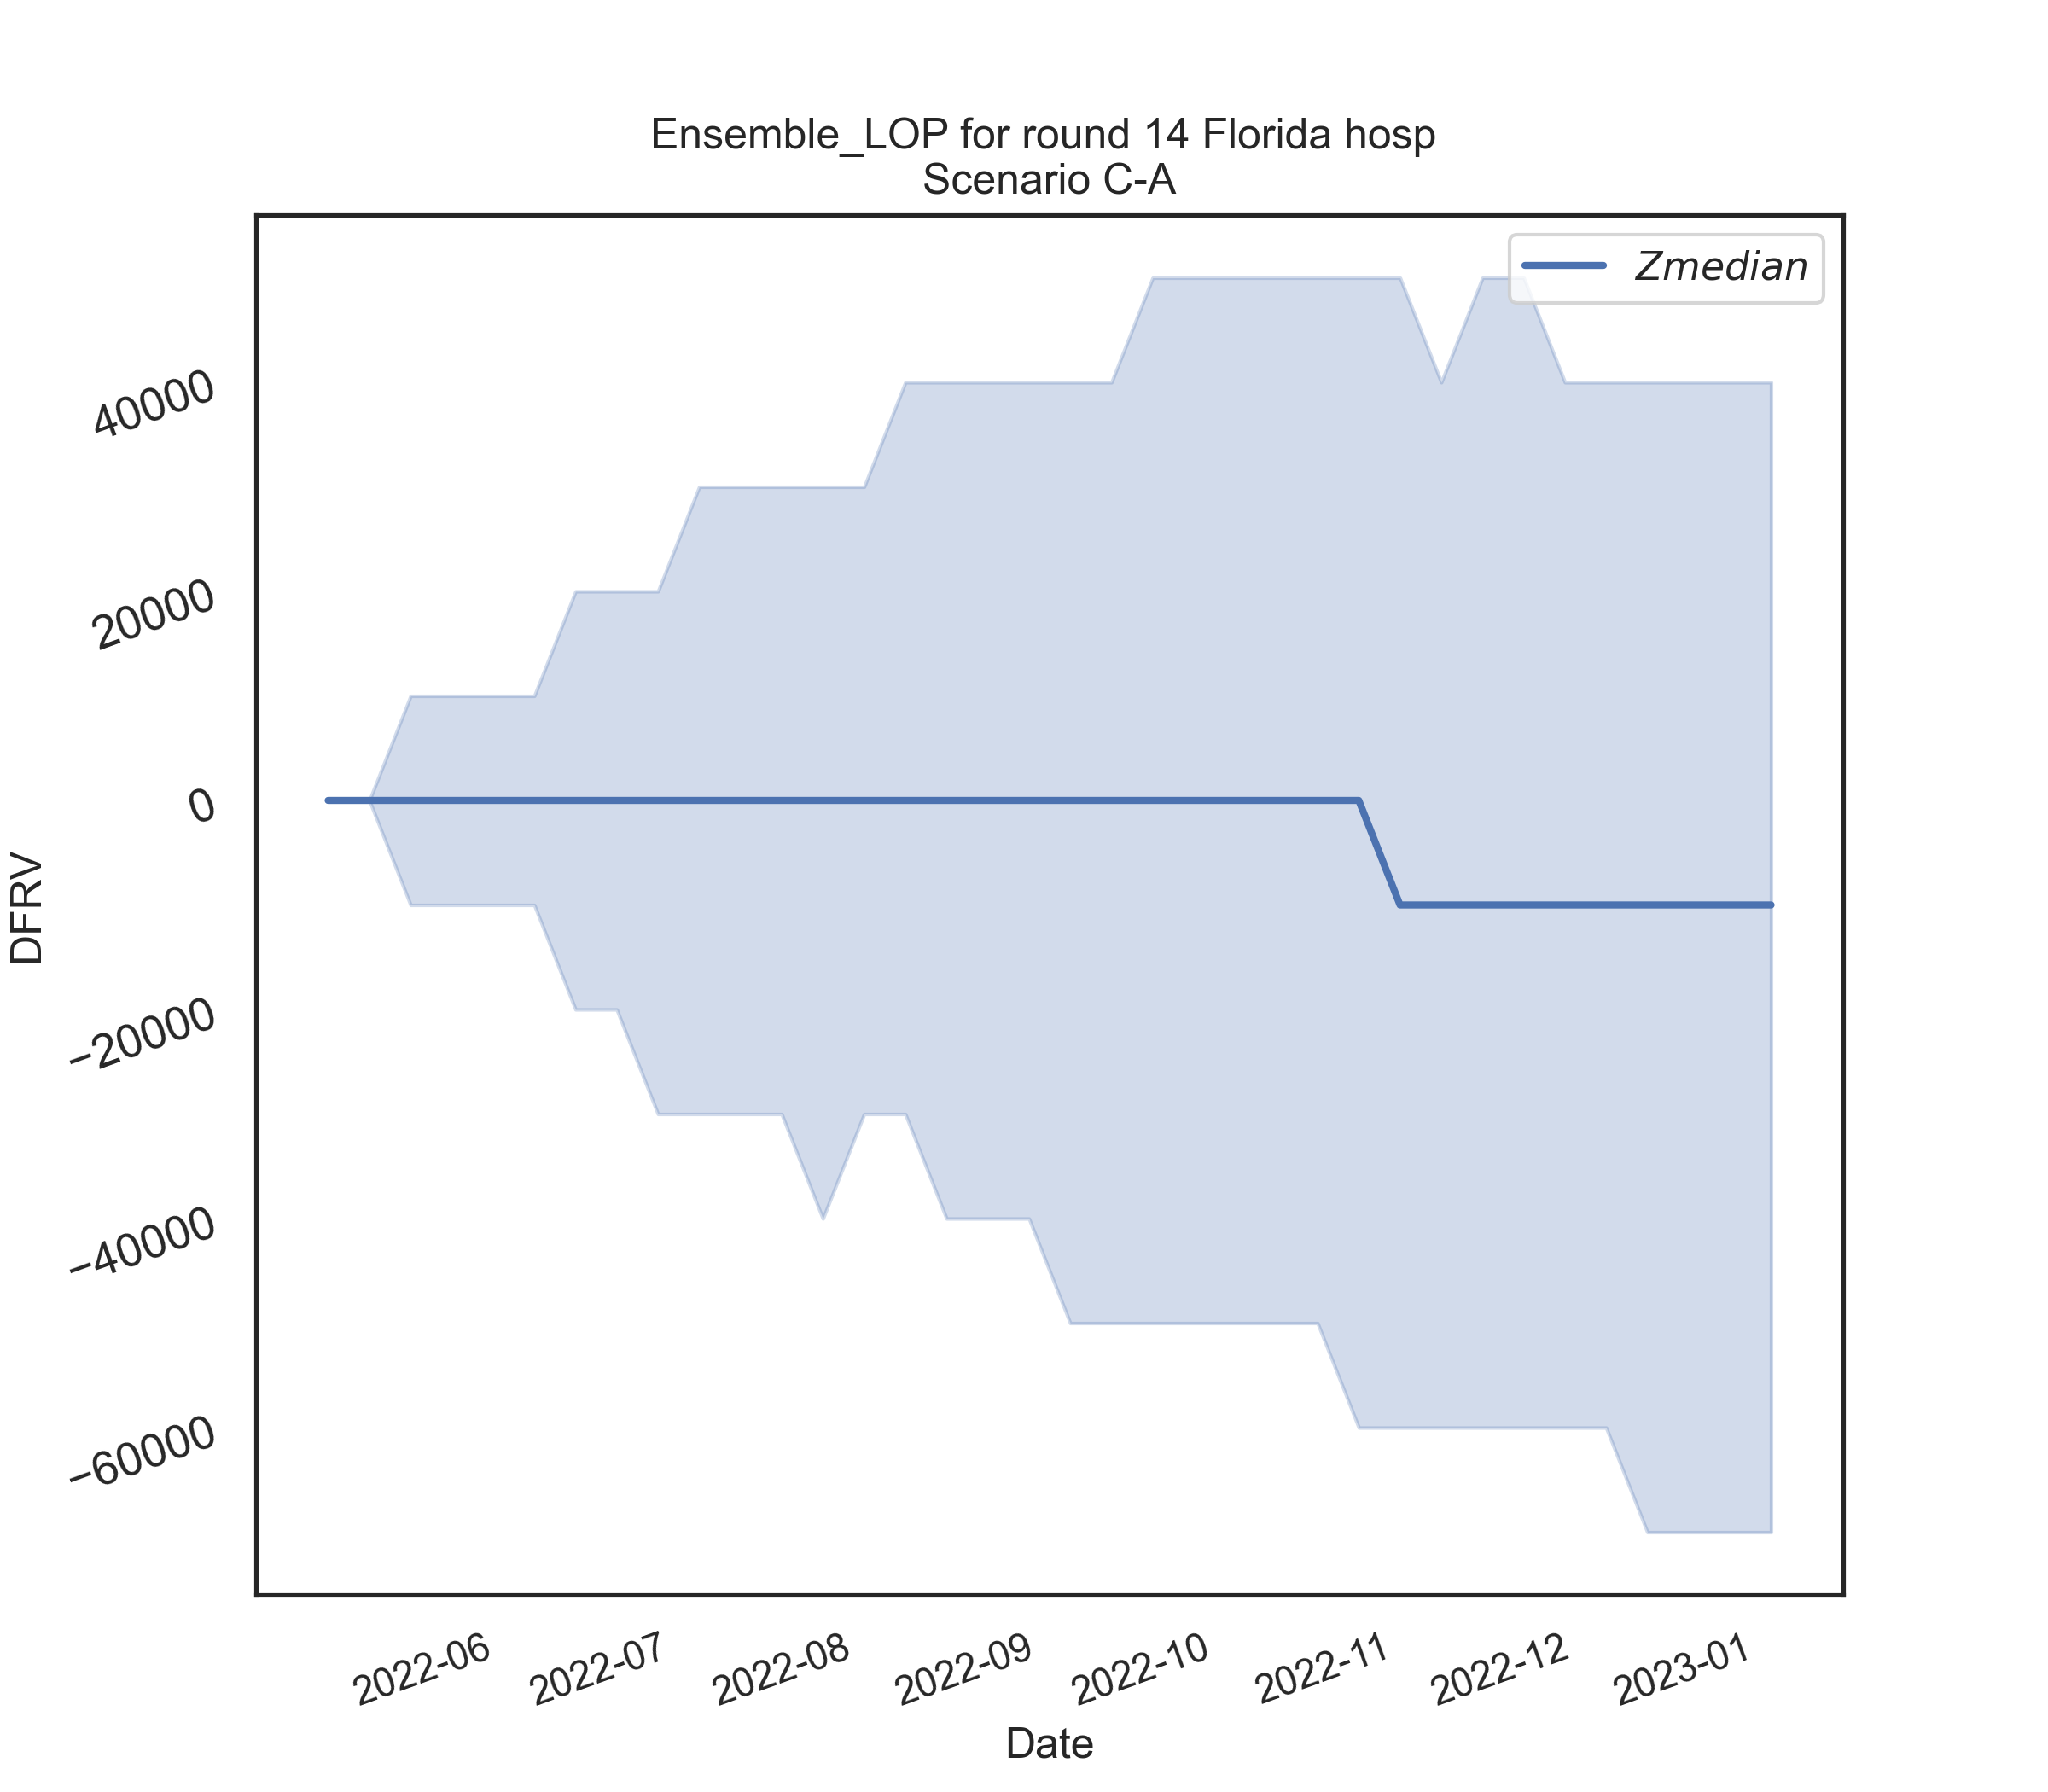 Ensemble_LOP for round 14 Florida hosp
Scenario C-A
Zmedian
40000
20000
0
−20000
−40000
−60000
DFRV
2022-06
2022-07
2022-08
2022-09
2022-10
2022-11
2022-12
2023-01
Date